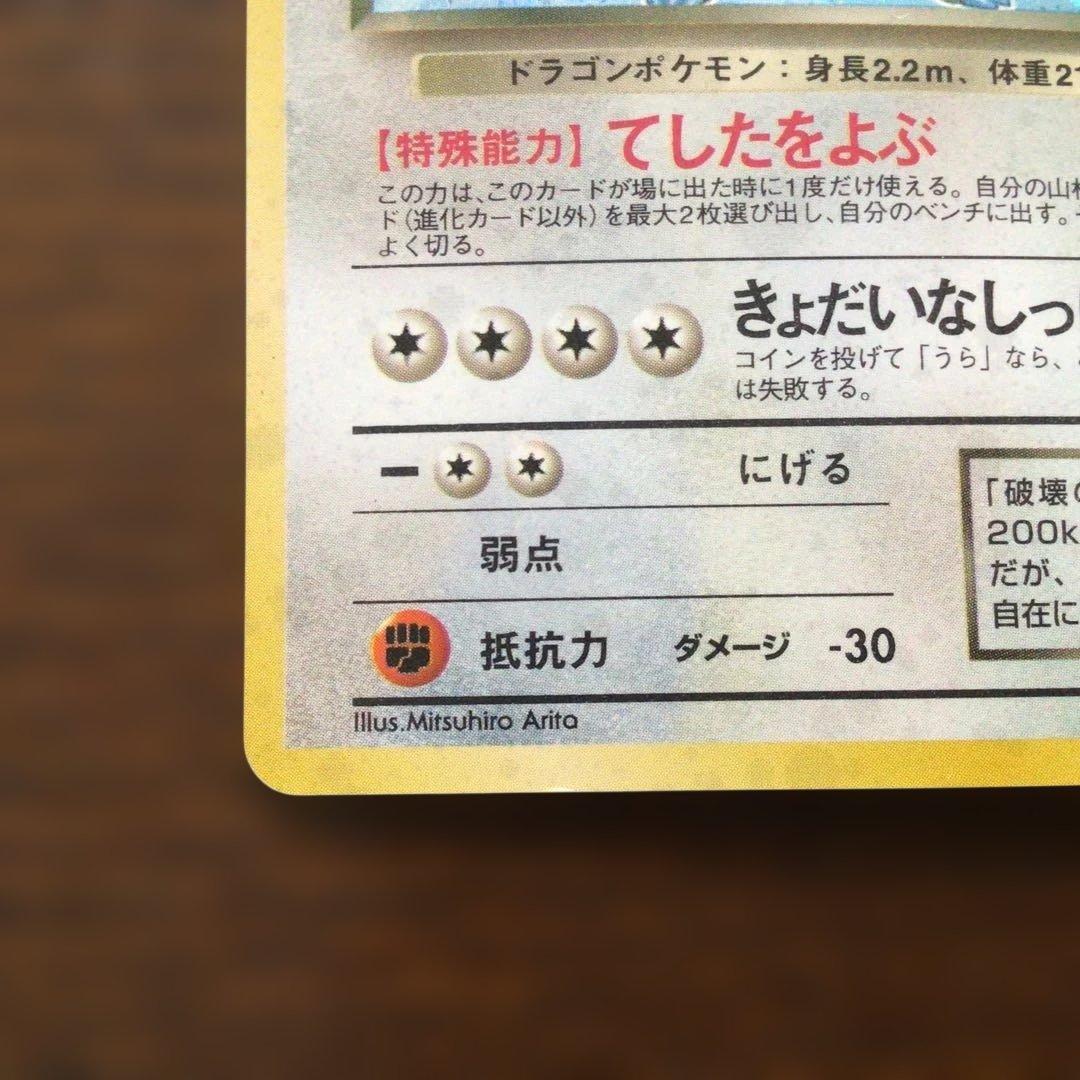 ドラゴンポケモン：身長2.2m、体重2
【特殊能力】てしたをよぶ
この力は、このカードが場に出た時に1度だけ使える。自分の山
ド（進化カード以外）を最大2枚選び出し、自分のベンチに出す。
よく切る。
きょだいなしっ
コインを投げて「うら」なら、
は失敗する。
ー にげる
弱点
抵抗力 ダメージ -30
「破壊
200k
だが、
自在に
Illus.Mitsuhiro Arita